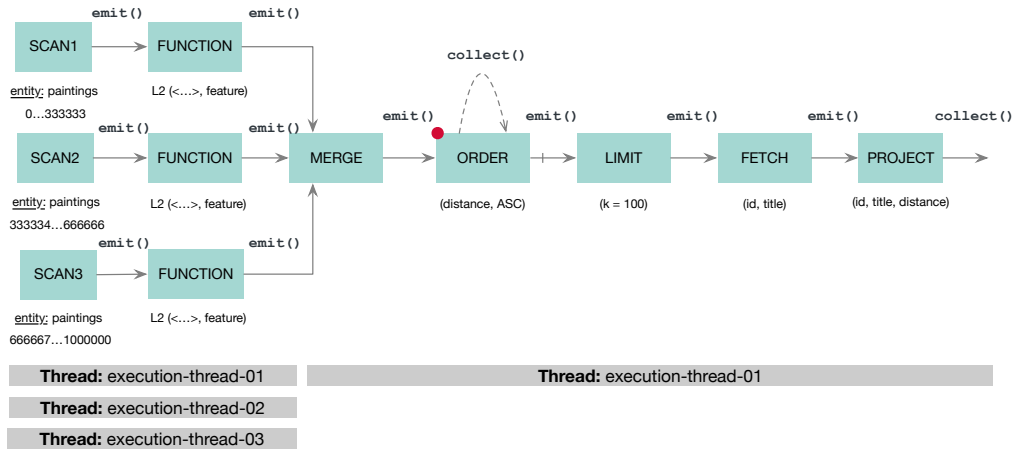 emit()
emit()
SCAN1
FUNCTION
entity: paintings
0...333333
L2 (<...>, feature)
emit()
emit()
SCAN2
FUNCTION
entity: paintings
333334...666666
L2 (<...>, feature)
emit()
emit()
SCAN3
FUNCTION
entity: paintings
666667...1000000
L2 (<...>, feature)
MERGE
emit()
collect()
ORDER
(distance, ASC)
emit()
LIMIT
(k = 100)
emit()
FETCH
(id, title)
emit()
PROJECT
(id, title, distance)
collect()
Thread: execution-thread-01
Thread: execution-thread-01
Thread: execution-thread-02
Thread: execution-thread-03